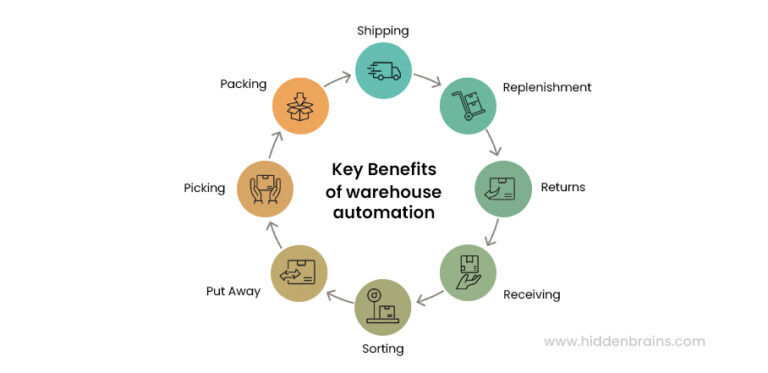 Shipping
Packing
Replenishment
Key Benefits
of warehouse
automation
Picking
Returns
Put Away
Receiving
Sorting
www.hiddenbrains.com